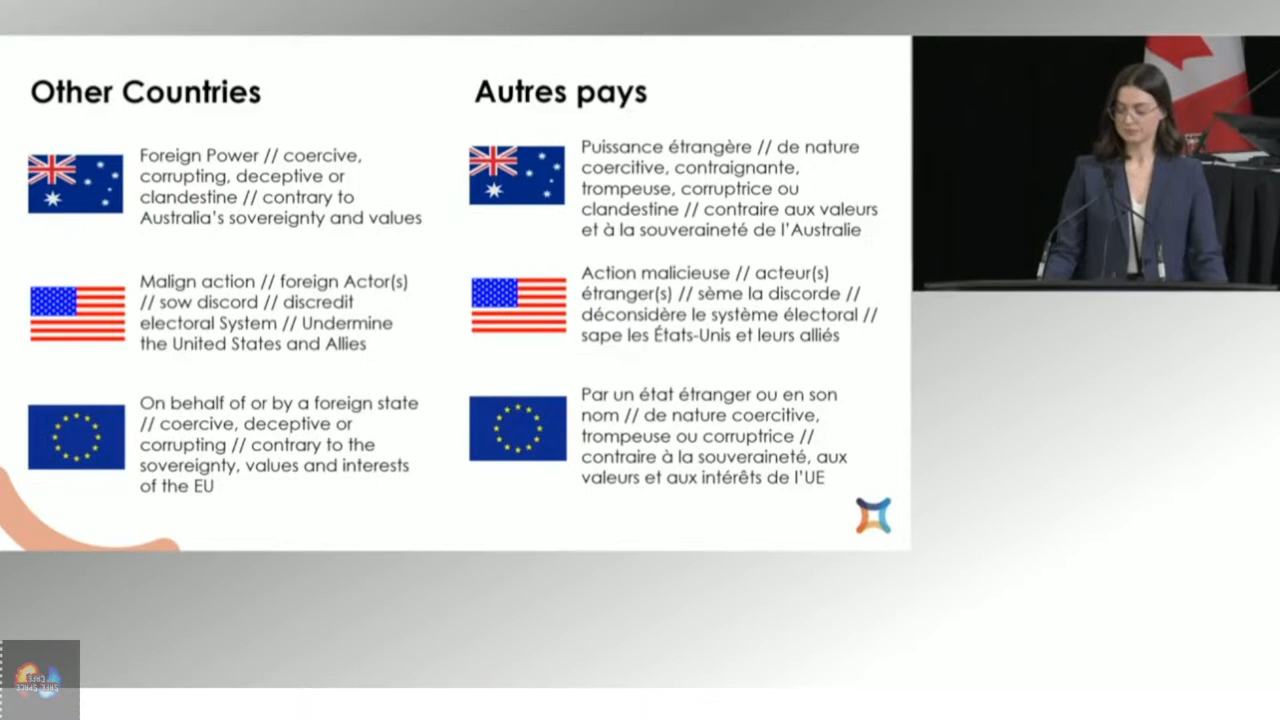 Other Countries
Foreign Power // coercive,
corrupting, deceptive or
clandestine // contrary to
Australia's sovereignty and values
Malign action // foreign Actor(s)
// sow discord // discredit
electoral System // Undermine
the United States and Allies
On behalf of or by a foreign state
// coercive, deceptive or
corrupting // contrary to the
sovereignty, values and interests
of the EU
Autres pays
Puissance étrangère // de nature
coercitive, contraignante,
trompeuse, corruptrice ou
clandestine // contraire aux valeurs
et à la souveraineté de l'Australie
Action malicieuse // acteur(s)
étranger(s) // sème la discorde //
déconsidère le système électoral //
sape les États-Unis et leurs alliés
Par un état étranger ou en son
nom // de nature coercitive,
trompeuse ou corruptrice //
contraire à la souveraineté, aux
valeurs et aux intérêts de l'UE
SAFE SPACE
CAFE